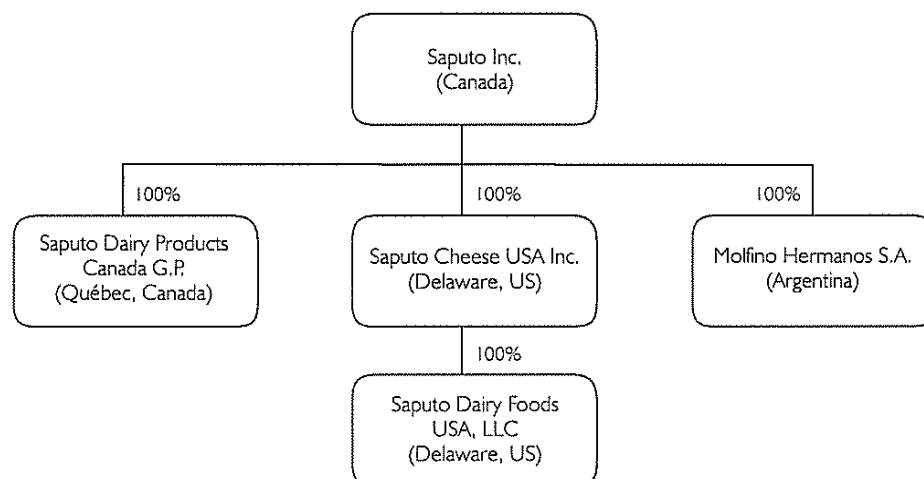 Saputo Inc.
(Canada)
100%
100%
100%
Saputo Dairy Products
Canada G.P.
(Québec, Canada)
Saputo Cheese USA Inc.
(Delaware, US)
Molfino Hermanos S.A.
(Argentina)
100%
Saputo Dairy Foods
USA, LLC
(Delaware, US)